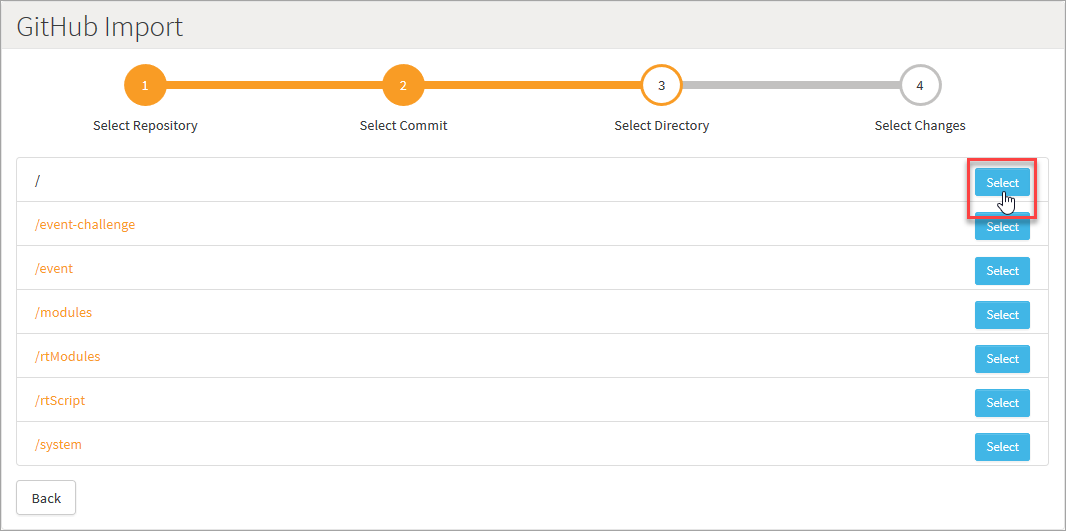 GitHub Import
1 2 3 4
Select Repository Select Commit Select Directory Select Changes
/ Select
/event-challenge Select
/event Select
/modules Select
/rtModules Select
/rtScript Select
/system Select
Back